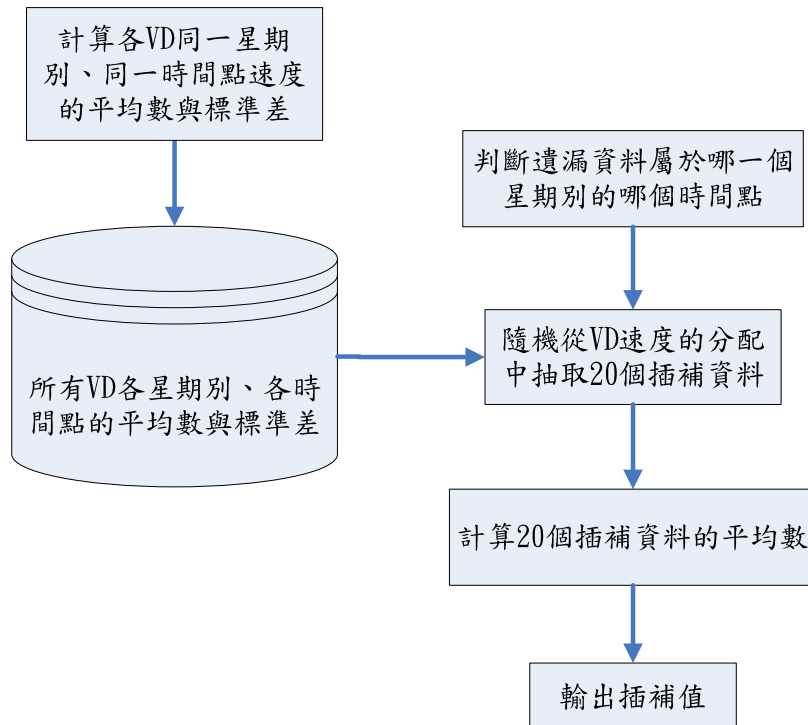 計算各VD同一星期
別、同一時間點速度
的平均數與標準差
判斷遺漏資料屬於哪一個
星期別的哪個時間點
所有VD各星期別、各時
間點的平均數與標準差
隨機從VD速度的分配
中抽取20個插補資料
計算20個插補資料的平均數
輸出插補值